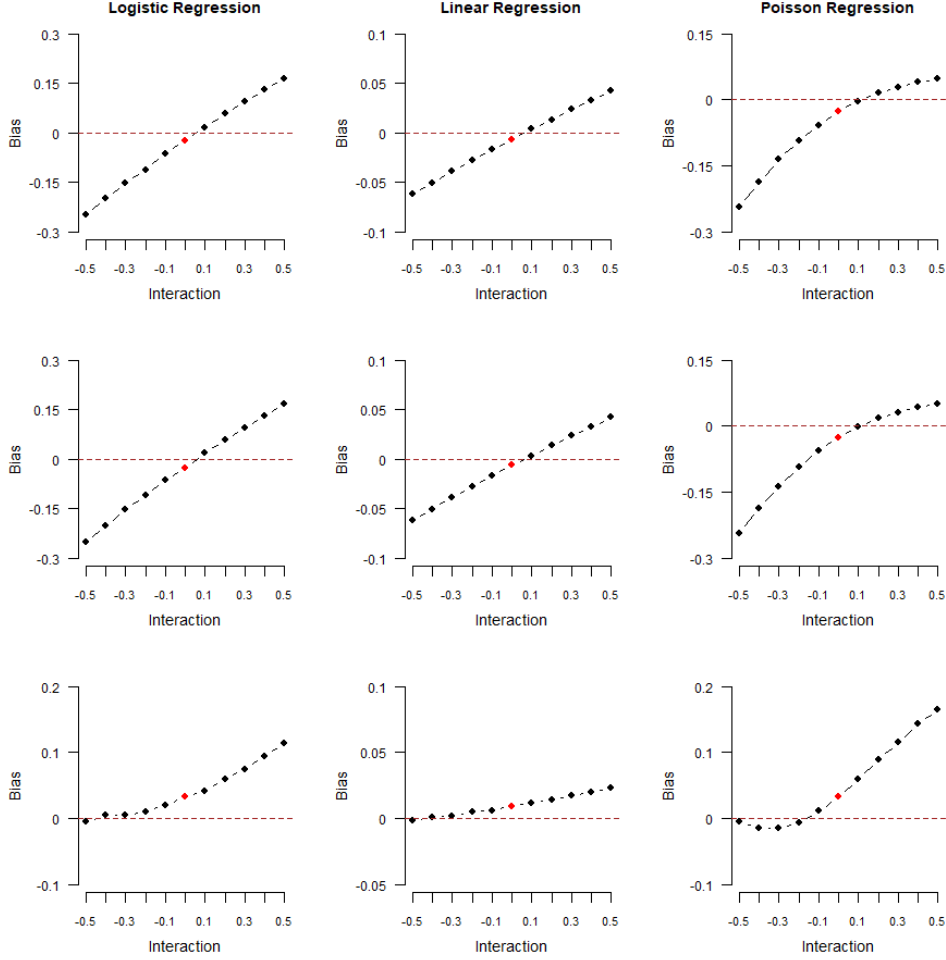 Logistic Regression Linear Regression Poisson Regression
0.3 0.1 0.15
0.15 0.05 0
0 0 -0.15
-0.15 -0.05 -0.3
-0.3 -0.1
Bias Bias Bias
-0.5 -0.3 -0.1 0.1 0.3 0.5 -0.5 -0.3 -0.1 0.1 0.3 0.5 -0.5 -0.3 -0.1 0.1 0.3 0.5
Interaction Interaction Interaction
0.3 0.1 0.15
0.15 0.05 0
0 0 -0.15
-0.15 -0.05 -0.3
-0.3 -0.1
Bias Bias Bias
-0.5 -0.3 -0.1 0.1 0.3 0.5 -0.5 -0.3 -0.1 0.1 0.3 0.5 -0.5 -0.3 -0.1 0.1 0.3 0.5
Interaction Interaction Interaction
0.2 0.1 0.2
0.1 0.05 0.1
0 0 0
-0.1 -0.05 -0.1
Bias Bias Bias
-0.5 -0.3 -0.1 0.1 0.3 0.5 -0.5 -0.3 -0.1 0.1 0.3 0.5 -0.5 -0.3 -0.1 0.1 0.3 0.5
Interaction Interaction Interaction